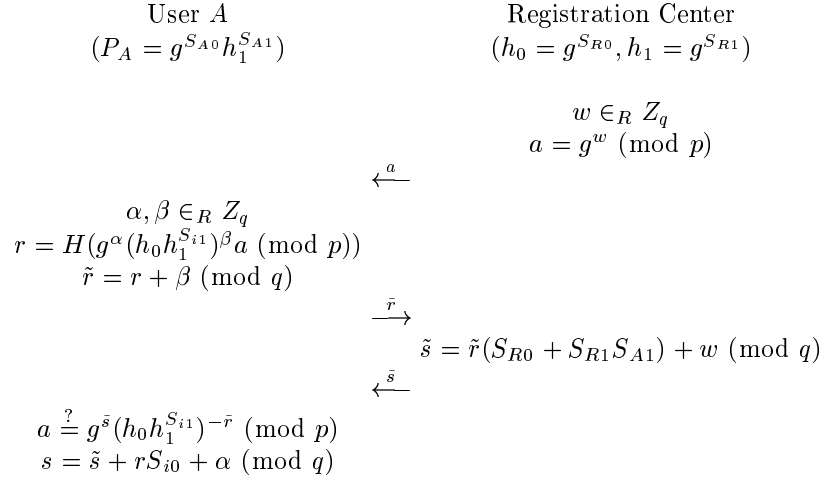 User A Registration Center
(P_A = g^{S_{A0}} h_1^{S_{A1}}) (h_0 = g^{S_{R0}}, h_1 = g^{S_{R1}})
w ∈_R Z_q
a = g^w (mod p)
←^a
α, β ∈_R Z_q
r = H(g^α (h_0 h_1^{S_{i1}})^β a (mod p))
r̃ = r + β (mod q)
→^{r̃}
s̃ = r̃(S_{R0} + S_{R1} S_{A1}) + w (mod q)
←^{s̃}
a ≟ g^{s̃} (h_0 h_1^{S_{i1}})^{-r̃} (mod p)
s = s̃ + r S_{i0} + α (mod q)